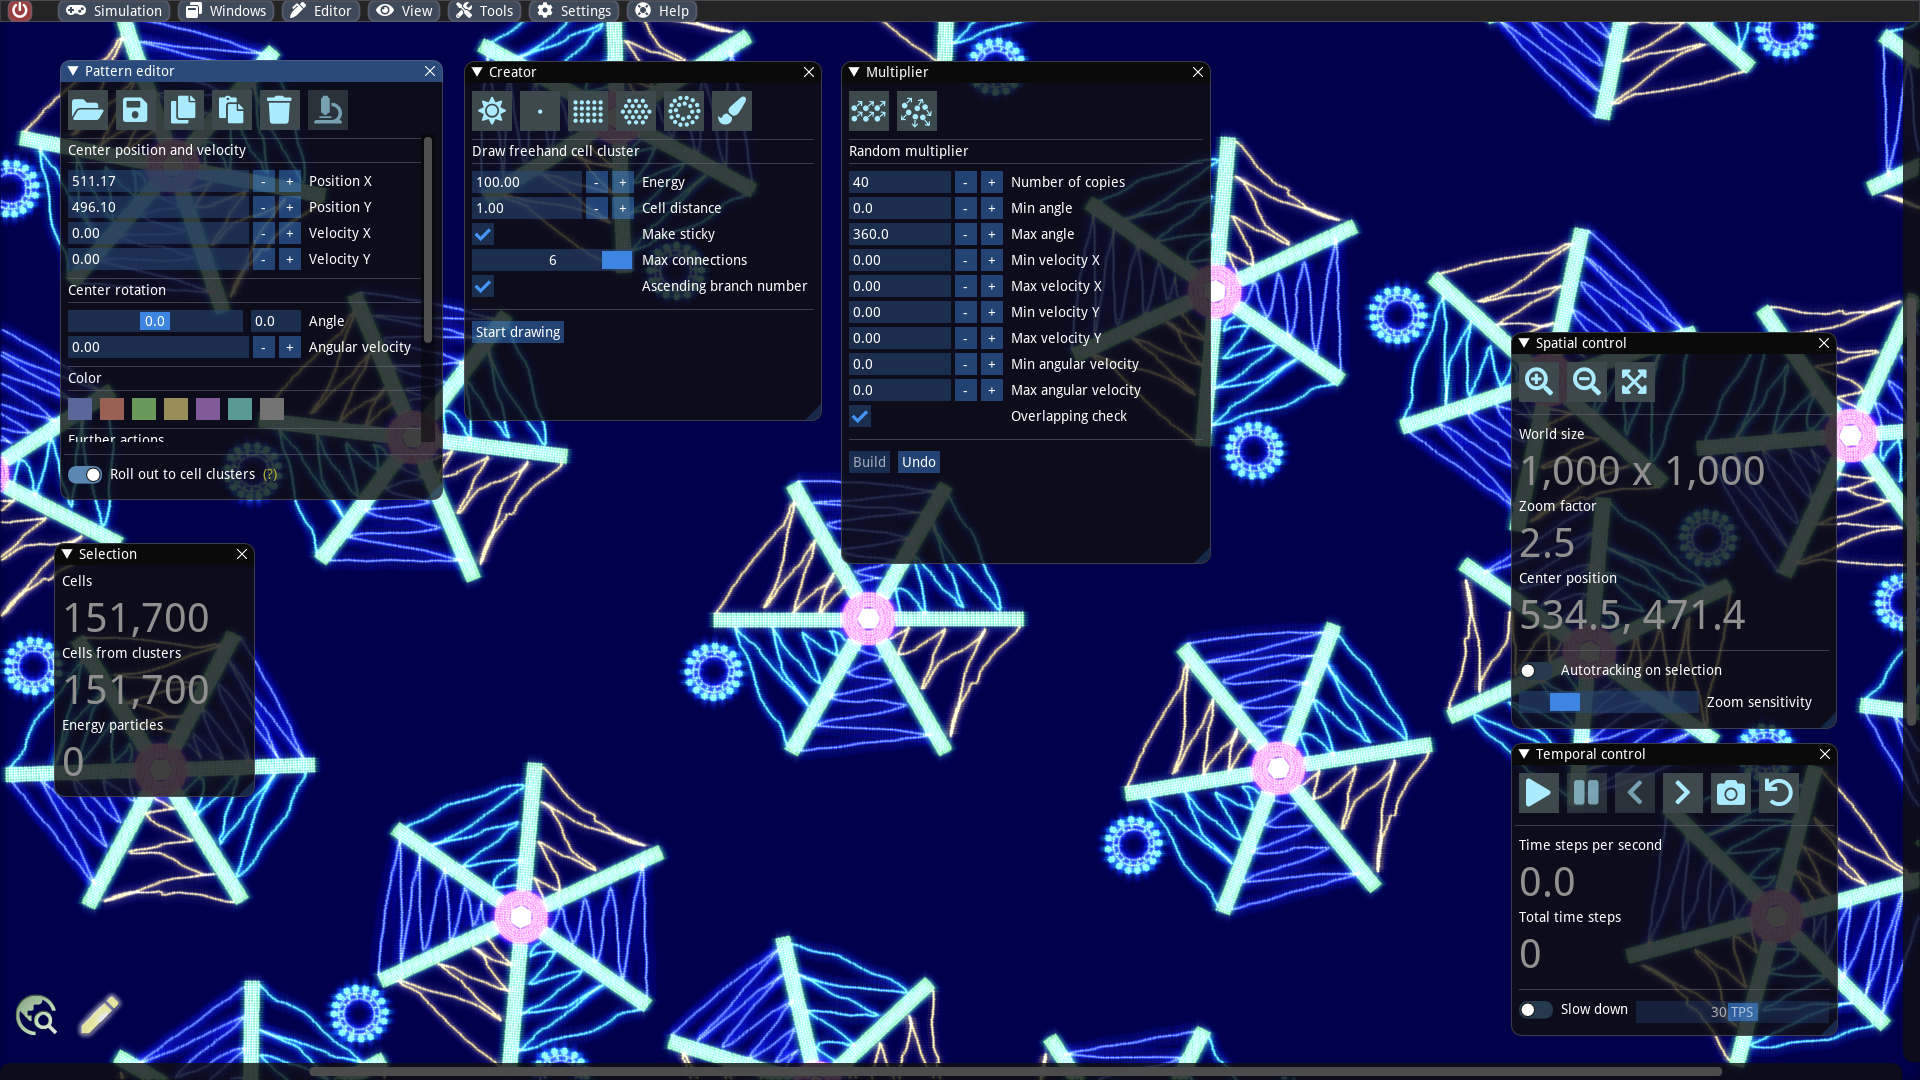 Simulation Windows Editor View Tools Settings Help
Pattern editor
Center position and velocity
511.17 - + Position X
496.10 - + Position Y
0.00 - + Velocity X
0.00 - + Velocity Y
Center rotation
0.0 0.0 Angle
0.00 - + Angular velocity
Color
Further actions
Roll out to cell clusters (?)
Creator
Draw freehand cell cluster
100.00 - + Energy
1.00 - + Cell distance
Make sticky
6 Max connections
Ascending branch number
Start drawing
Multiplier
Random multiplier
40 - + Number of copies
0.0 - + Min angle
360.0 - + Max angle
0.00 - + Min velocity X
0.00 - + Max velocity X
0.00 - + Min velocity Y
0.00 - + Max velocity Y
0.0 - + Min angular velocity
0.0 - + Max angular velocity
Overlapping check
Build Undo
Selection
Cells
151,700
Cells from clusters
151,700
Energy particles
0
Spatial control
World size
1,000 x 1,000
Zoom factor
2.5
Center position
534.5, 471.4
Autotracking on selection
Zoom sensitivity
Temporal control
Time steps per second
0.0
Total time steps
0
Slow down 30 TPS